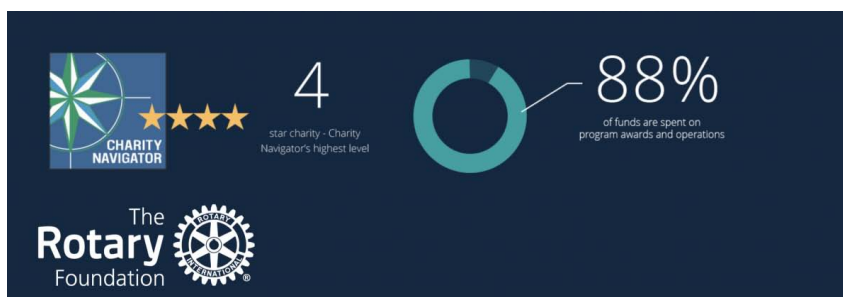 CHARITY
NAVIGATOR
4
star charity - Charity
Navigator's highest level
88%
of funds are spent on
program awards and operations
The
Rotary
Foundation
ROTARY
INTERNATIONAL
®